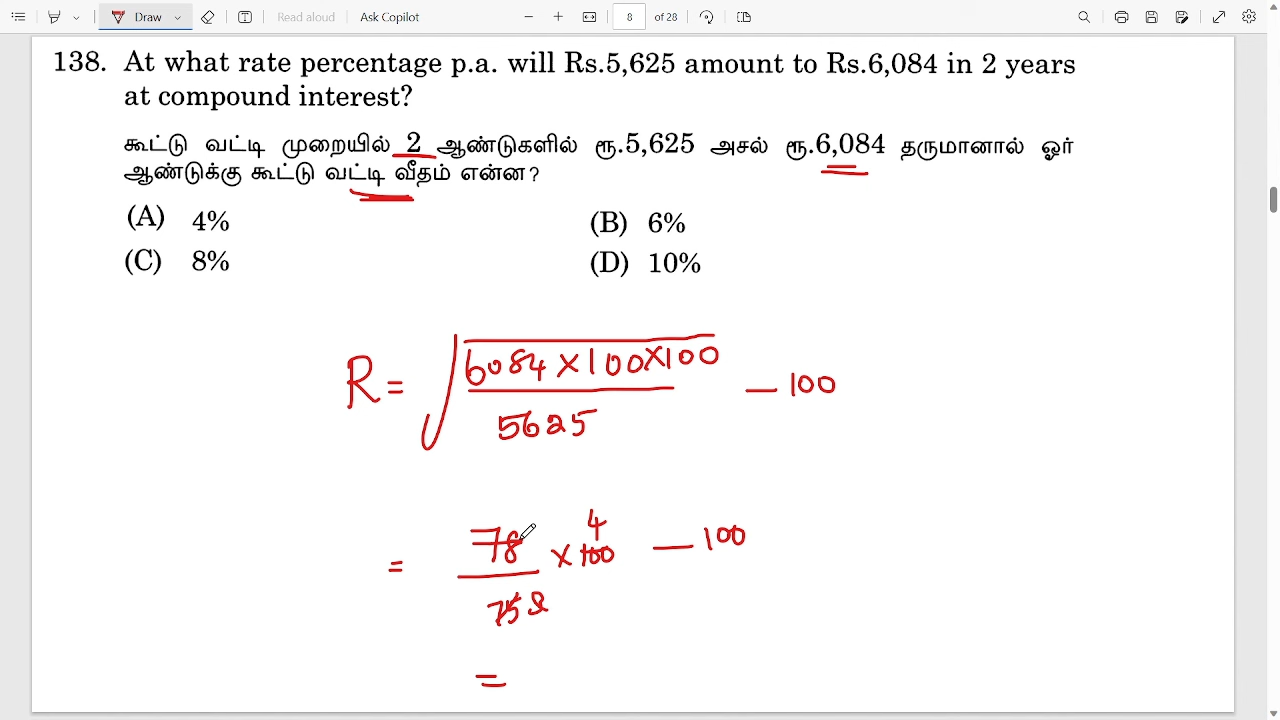 Draw Read aloud Ask Copilot 8 of 28
138. At what rate percentage p.a. will Rs.5,625 amount to Rs.6,084 in 2 years
at compound interest?
கூட்டு வட்டி முறையில் 2 ஆண்டுகளில் ரூ.5,625 அசல் ரூ.6,084 தருமானால் ஓர்
ஆண்டுக்கு கூட்டு வட்டி வீதம் என்ன?
(A) 4% (B) 6%
(C) 8% (D) 10%
R = √ 6084 × 100 × 100 — 100
5625
4
= 78 × 100 — 100
75
=